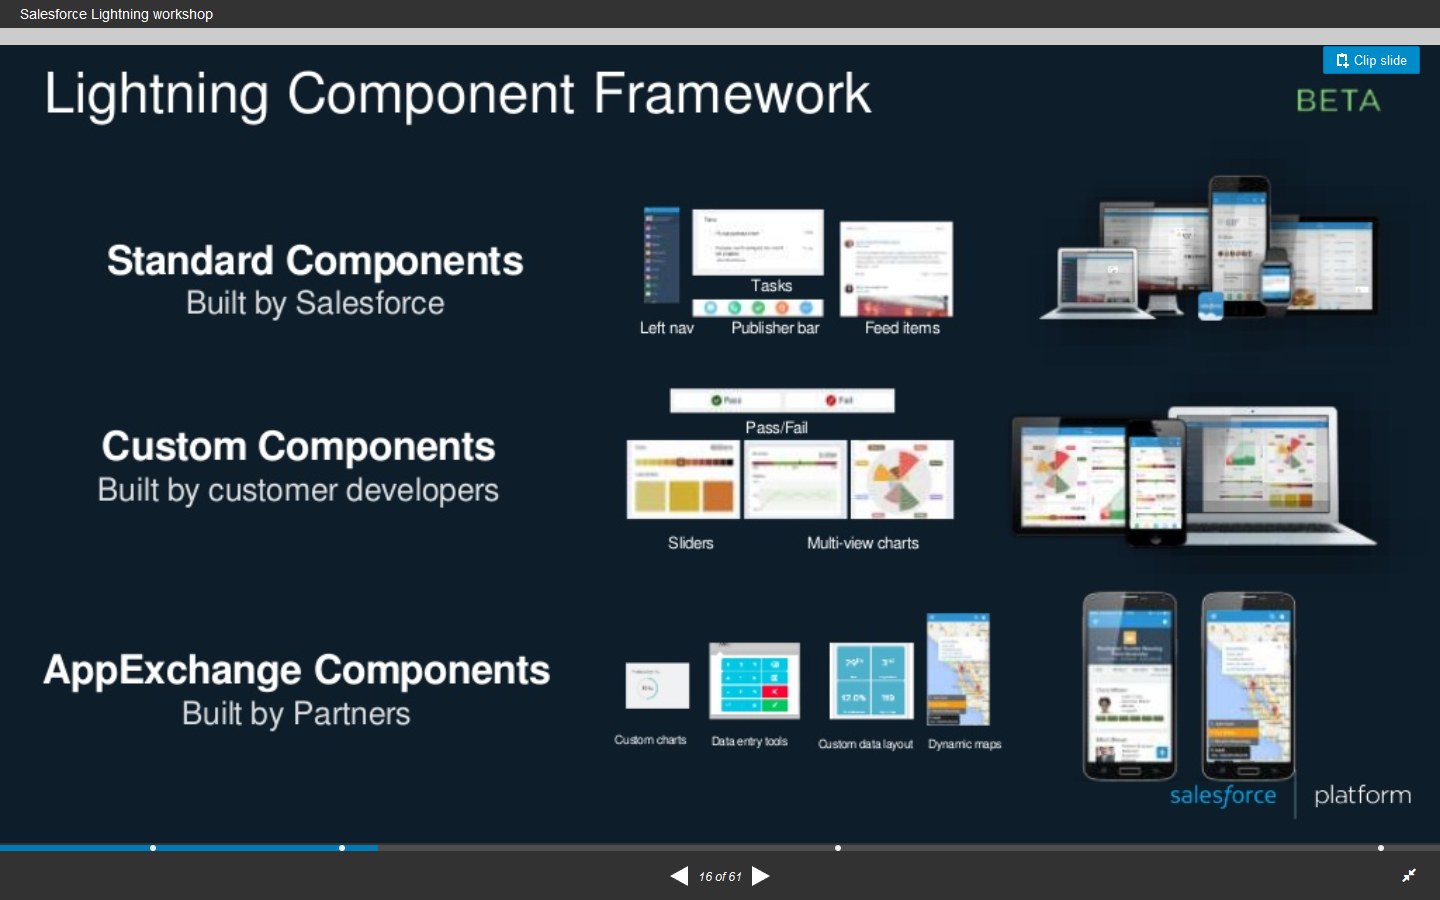 Salesforce Lightning workshop
Clip slide
Lightning Component Framework
BETA
Standard Components
Built by Salesforce
Tasks
Left nav
Publisher bar
Feed items
Custom Components
Built by customer developers
Pass
Fail
Pass/Fail
Sliders
Multi-view charts
AppExchange Components
Built by Partners
Custom charts
Data entry tools
Custom data layout
Dynamic maps
salesforce platform
16 of 61